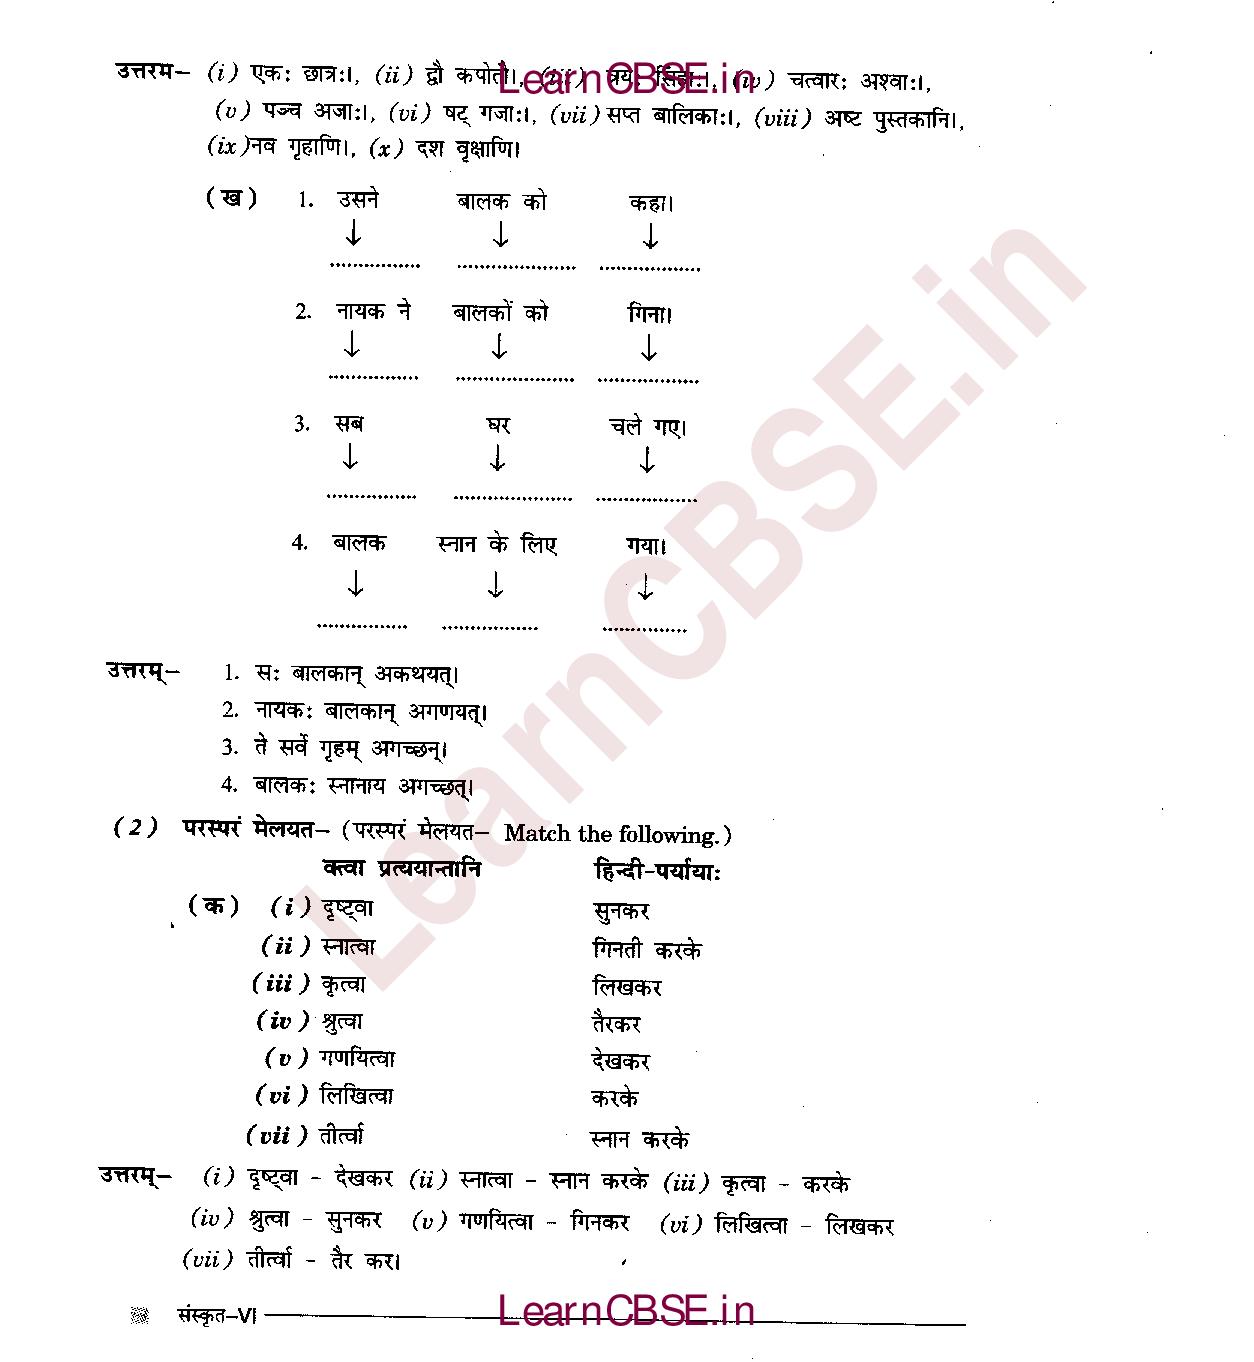 उत्तरम– (i) एकः छात्रः।, (ii) द्वौ कपोतौ।, (iii) त्रयः सिंहाः।, (iv) चत्वारः अश्वाः।,
LearnCBSE.in
(v) पञ्च अजाः।, (vi) षट् गजाः।, (vii) सप्त बालिकाः।, (viii) अष्ट पुस्तकानि।,
(ix)नव गृहाणि।, (x) दश वृक्षाणि।
(ख) 1. उसने बालक को कहा।
↓ ↓ ↓
................ ..................... ..................
2. नायक ने बालकों को गिना।
↓ ↓ ↓
................ ..................... ..................
3. सब घर चले गए।
↓ ↓ ↓
................ ..................... ..................
4. बालक स्नान के लिए गया।
↓ ↓ ↓
................ ................. ...............
उत्तरम्– 1. सः बालकान् अकथयत्।
2. नायकः बालकान् अगणयत्।
3. ते सर्वे गृहम् अगच्छन्।
4. बालकः स्नानाय अगच्छत्।
(2) परस्परं मेलयत– (परस्परं मेलयत– Match the following.)
क्त्वा प्रत्ययान्तानि हिन्दी-पर्यायाः
(क) (i) दृष्ट्वा सुनकर
(ii) स्नात्वा गिनती करके
(iii) कृत्वा लिखकर
(iv) श्रुत्वा तैरकर
(v) गणयित्वा देखकर
(vi) लिखित्वा करके
(vii) तीर्त्वा स्नान करके
उत्तरम्– (i) दृष्ट्वा – देखकर (ii) स्नात्वा – स्नान करके (iii) कृत्वा – करके
(iv) श्रुत्वा – सुनकर (v) गणयित्वा – गिनकर (vi) लिखित्वा – लिखकर
(vii) तीर्त्वा – तैर कर।
संस्कृत–VI
LearnCBSE.in
LearnCBSE.in